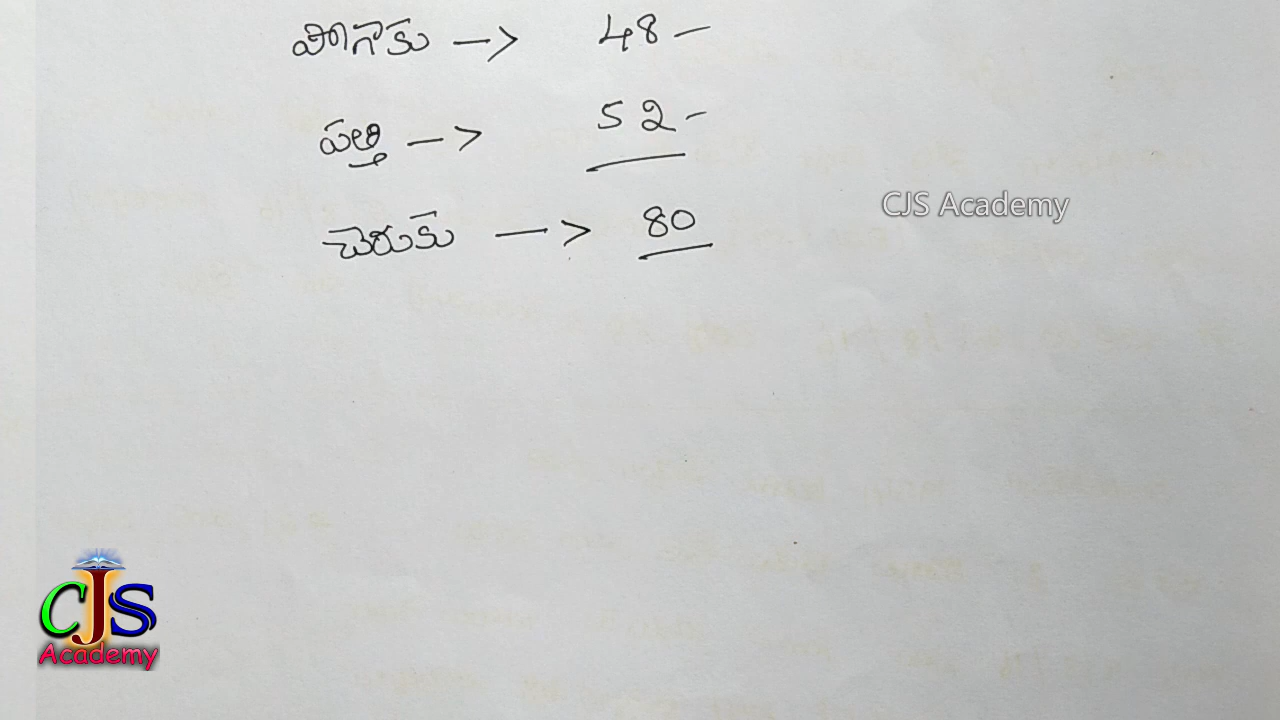 పొగాకు —> 48 –
పత్తి —> 52 -
చెరుకు —> 80
CJS Academy
CJS
Academy